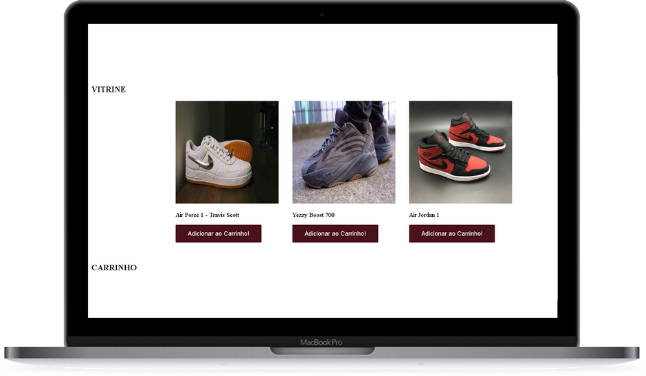 VITRINE
Air Force 1 - Travis Scott
Yezzy Boost 700
Air Jordan 1
Adicionar ao Carrinho!
Adicionar ao Carrinho!
Adicionar ao Carrinho!
CARRINHO
MacBook Pro